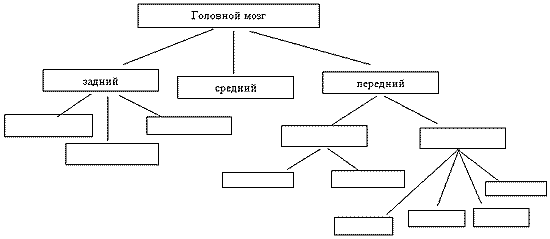 Головной мозг
задний
средний
передний